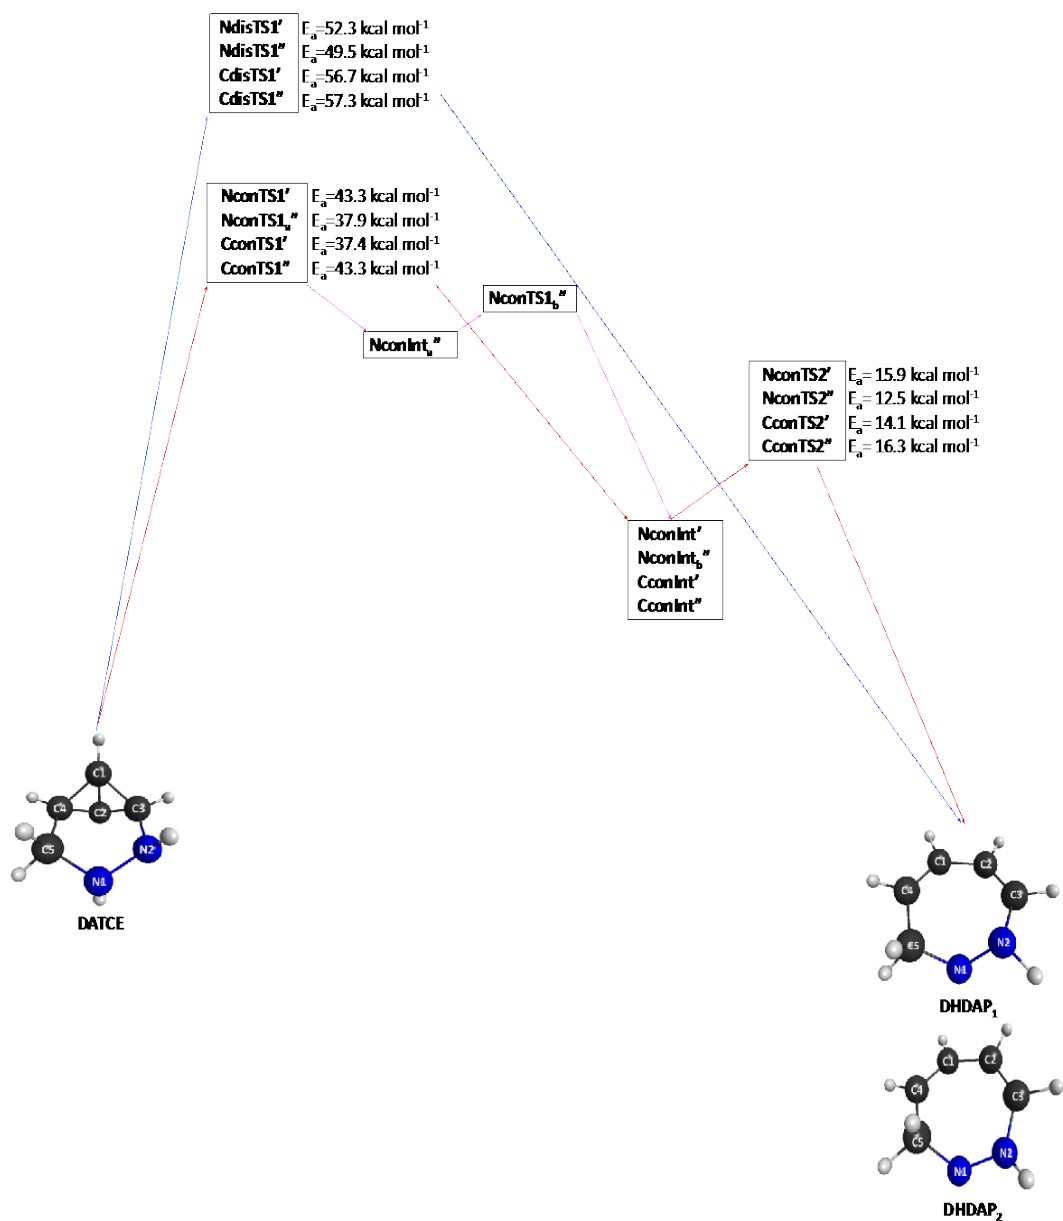 NdisTS1′ Ea=52.3 kcal mol-1
NdisTS1″ Ea=49.5 kcal mol-1
CdisTS1′ Ea=56.7 kcal mol-1
CdisTS1″ Ea=57.3 kcal mol-1
NconTS1′ Ea=43.3 kcal mol-1
NconTS1u″ Ea=37.9 kcal mol-1
CconTS1′ Ea=37.4 kcal mol-1
CconTS1″ Ea=43.3 kcal mol-1
NconTS1b″
NconIntu″
NconTS2′ Ea= 15.9 kcal mol-1
NconTS2″ Ea= 12.5 kcal mol-1
CconTS2′ Ea= 14.1 kcal mol-1
CconTS2″ Ea= 16.3 kcal mol-1
NconInt′
NconIntb″
CconInt′
CconInt″
C1
C4 C2 C3
C5 N2
N1
DATCE
C1 C2
C4 C3
C5 N2
N1
DHDAP1
C1 C2
C4 C3
C5 N2
N1
DHDAP2